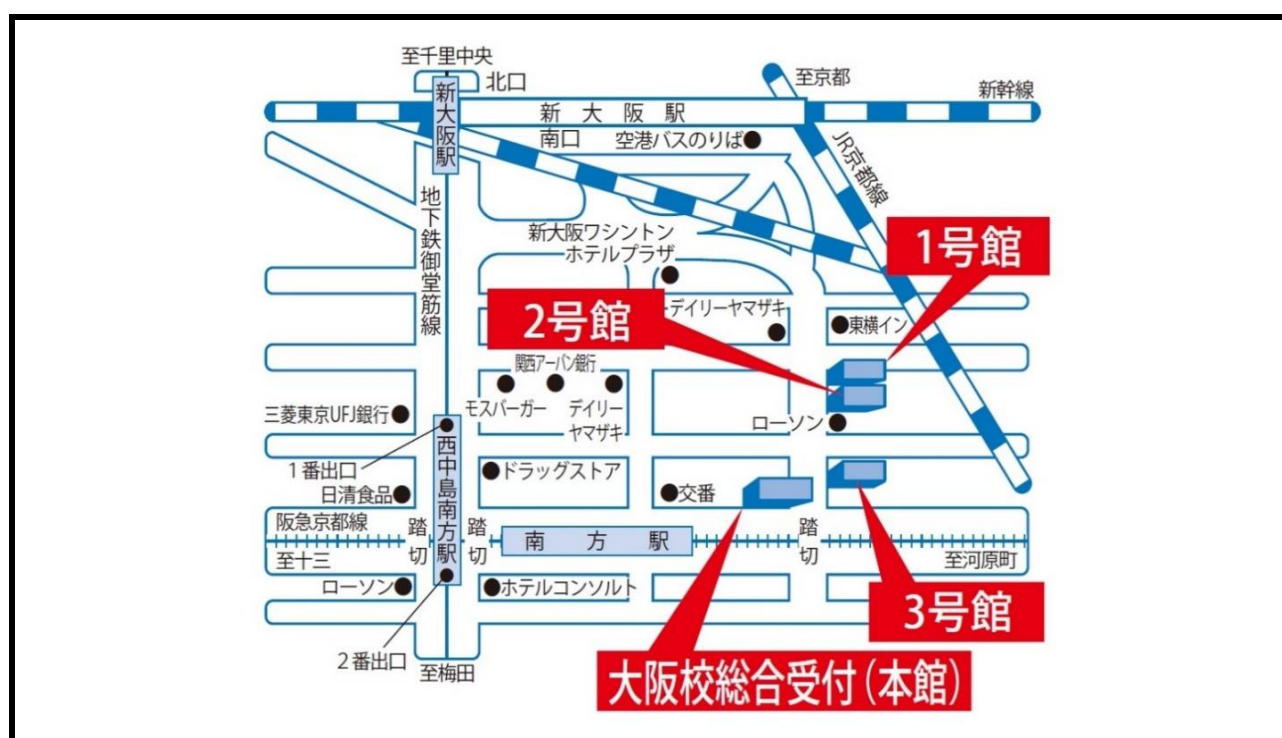 至千里中央
北口
至京都
新幹線
新大阪駅
新大阪駅
南口
空港バスのりば
JR京都線
地下鉄御堂筋線
新大阪ワシントン
ホテルプラザ
1号館
2号館
デイリーヤマザキ
東横イン
関西アーバン銀行
モスバーガー
デイリー
ヤマザキ
三菱東京UFJ銀行
ローソン
1番出口
西中島南方駅
ドラッグストア
日清食品
交番
阪急京都線
踏切
踏切
南方駅
踏切
至十三
至河原町
ローソン
ホテルコンソルト
3号館
2番出口
至梅田
大阪校総合受付(本館)